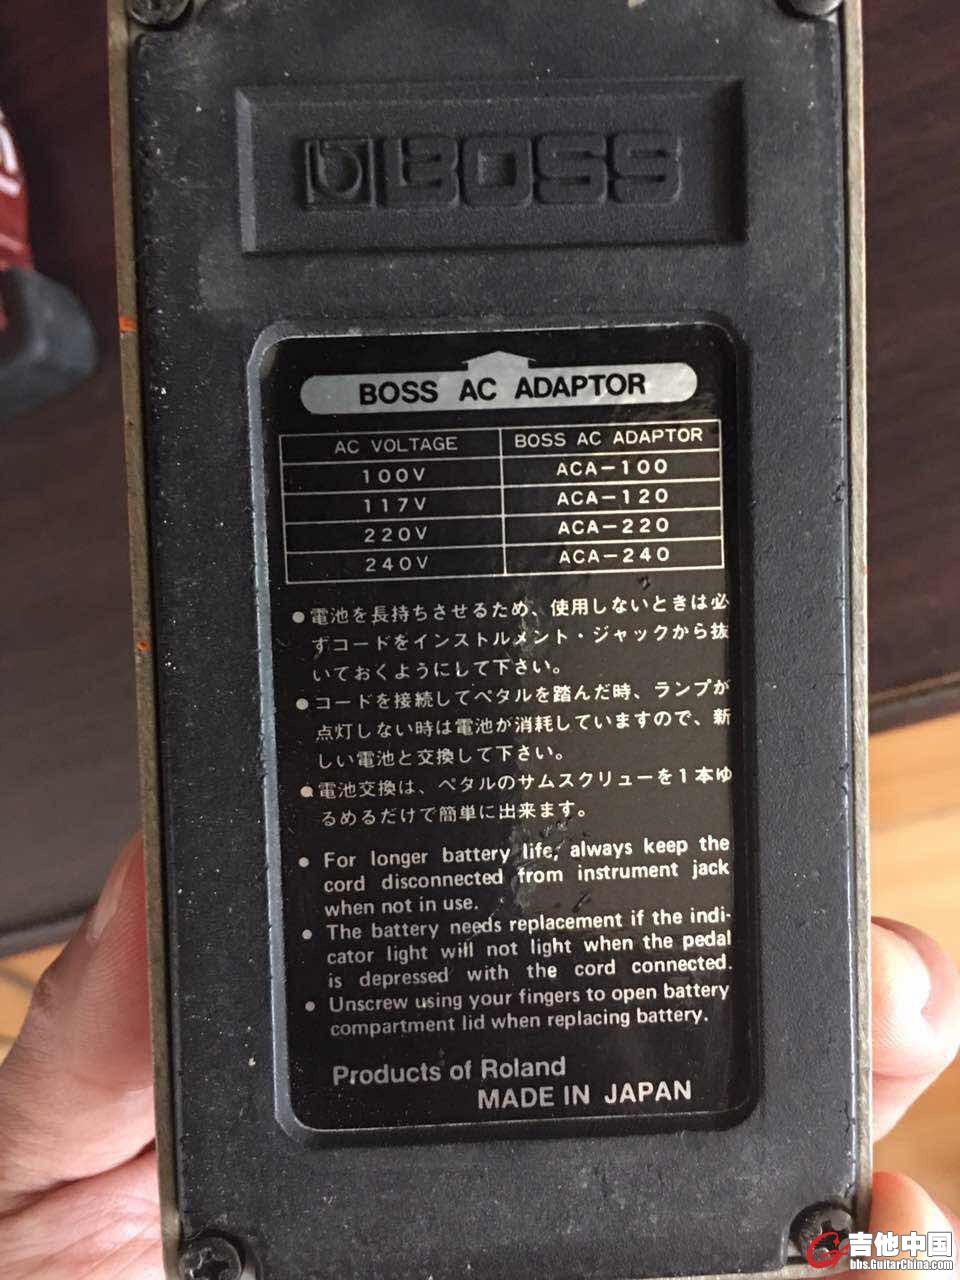 BOSS
BOSS AC ADAPTOR
AC VOLTAGE BOSS AC ADAPTOR
100V ACA-100
117V ACA-120
220V ACA-220
240V ACA-240
●電池を長持ちさせるため、使用しないときは必
ずコードをインストルメント・ジャックから抜
いておくようにして下さい。
●コードを接続してペタルを踏んだ時、ランプが
点灯しない時は電池が消耗していますので、新
しい電池と交換して下さい。
●電池交換は、ペタルのサムスクリューを1本ゆ
るめるだけで簡単に出来ます。
● For longer battery life, always keep the
cord disconnected from instrument jack
when not in use.
● The battery needs replacement if the indi-
cator light will not light when the pedal
is depressed with the cord connected.
● Unscrew using your fingers to open battery
compartment lid when replacing battery.
Products of Roland
MADE IN JAPAN
吉他中国
bbs.GuitarChina.com